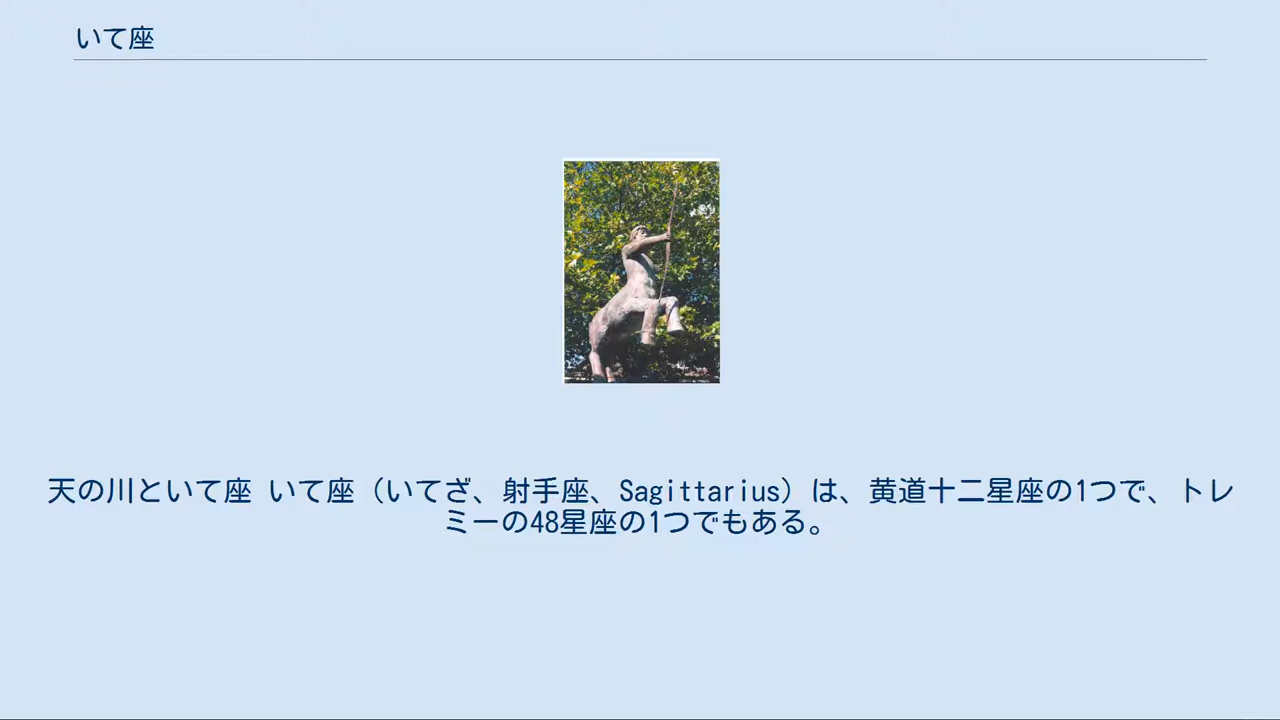 いて座
天の川といて座 いて座（いてざ、射手座、Sagittarius）は、黄道十二星座の1つで、トレ
ミーの48星座の1つでもある。